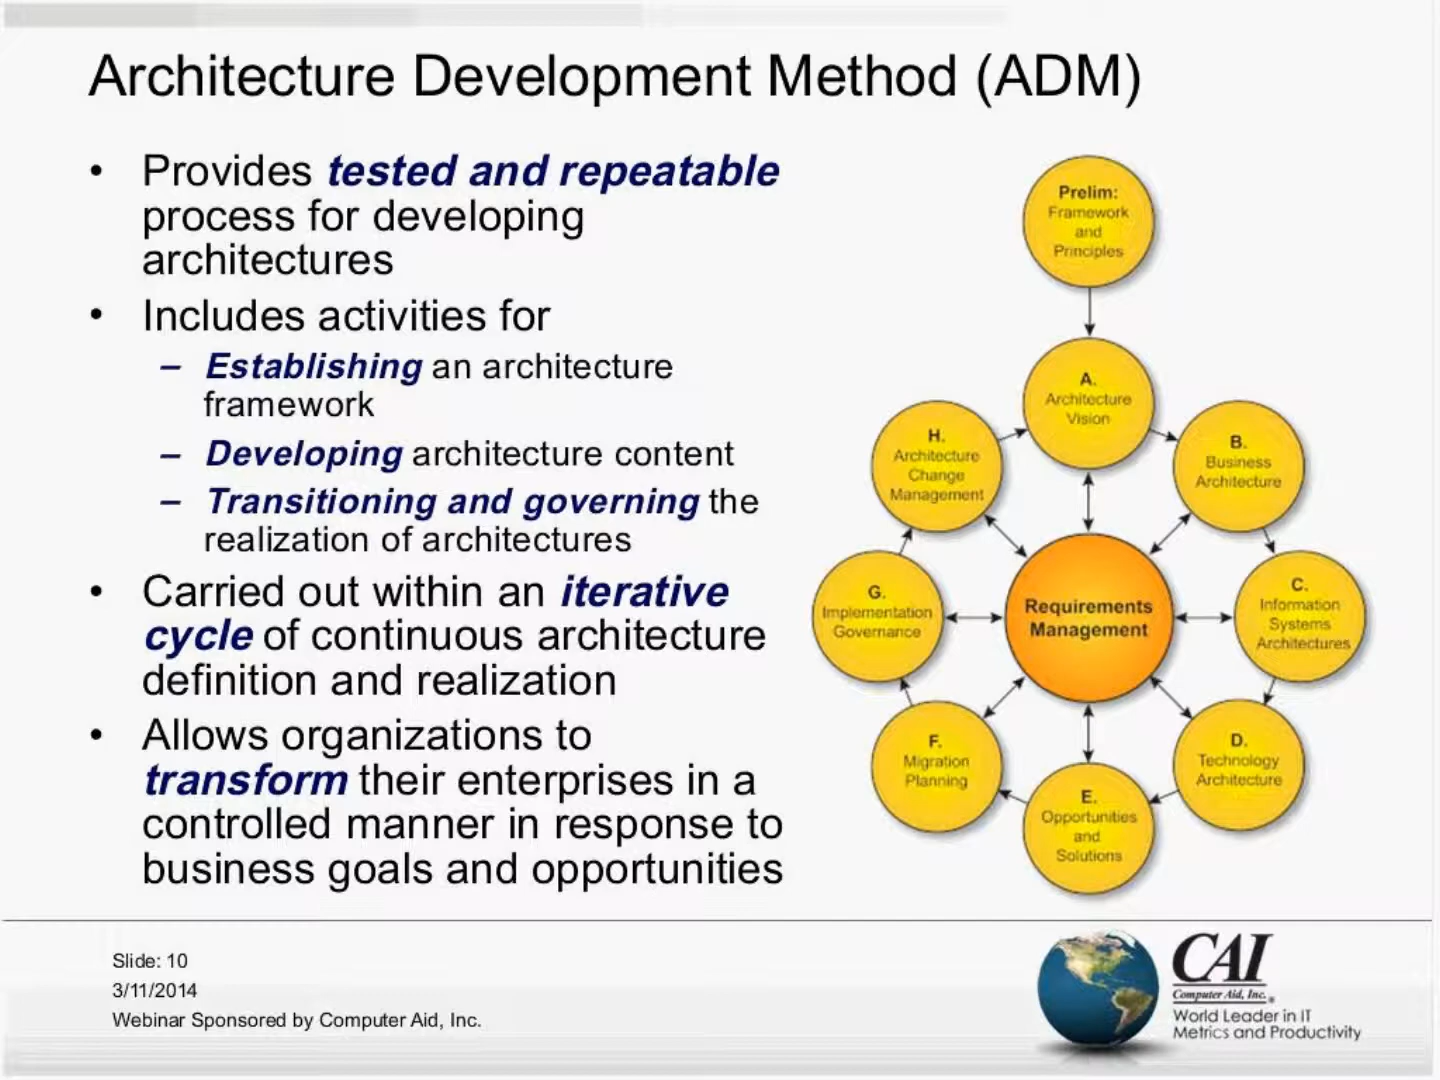 Architecture Development Method (ADM)
• Provides tested and repeatable
process for developing
architectures
• Includes activities for
– Establishing an architecture
framework
– Developing architecture content
– Transitioning and governing the
realization of architectures
• Carried out within an iterative
cycle of continuous architecture
definition and realization
• Allows organizations to
transform their enterprises in a
controlled manner in response to
business goals and opportunities
Prelim:
Framework
and
Principles
A.
Architecture
Vision
B.
Business
Architecture
C.
Information
Systems
Architectures
D.
Technology
Architecture
E.
Opportunities
and
Solutions
F.
Migration
Planning
G.
Implementation
Governance
H.
Architecture
Change
Management
Requirements
Management
Slide: 10
3/11/2014
Webinar Sponsored by Computer Aid, Inc.
CAI
Computer Aid, Inc.
World Leader in IT
Metrics and Productivity